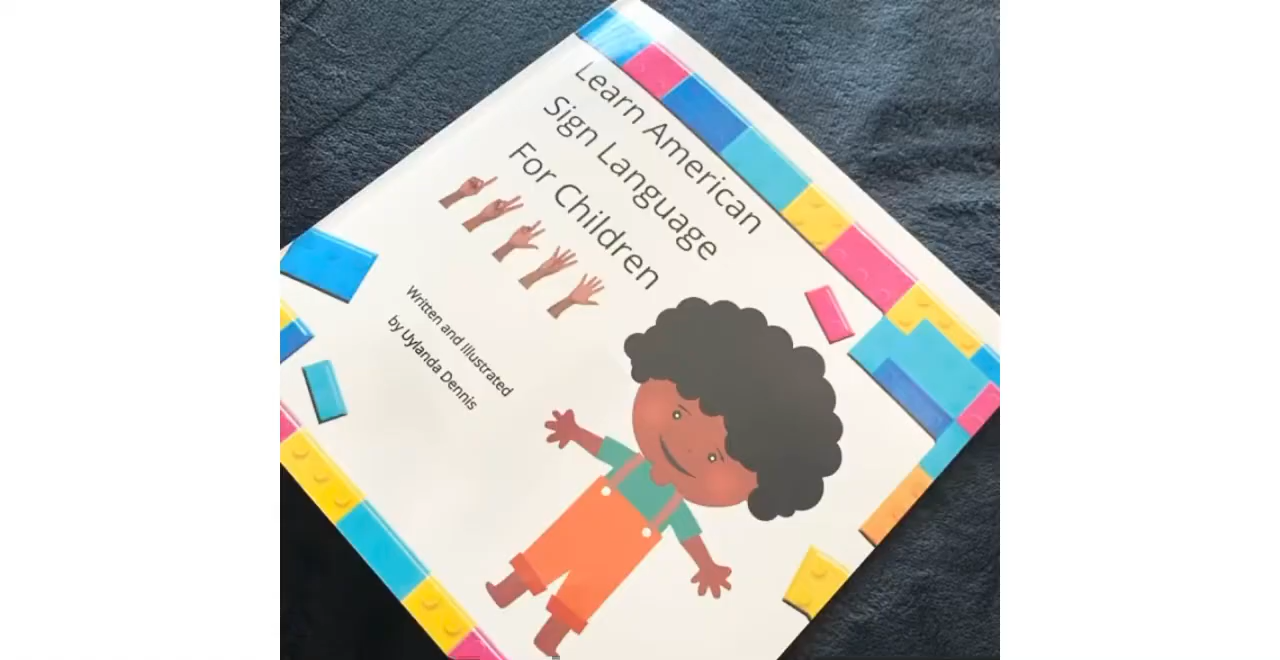 Learn American
Sign Language
For Children
Written and Illustrated
by Uylanda Dennis